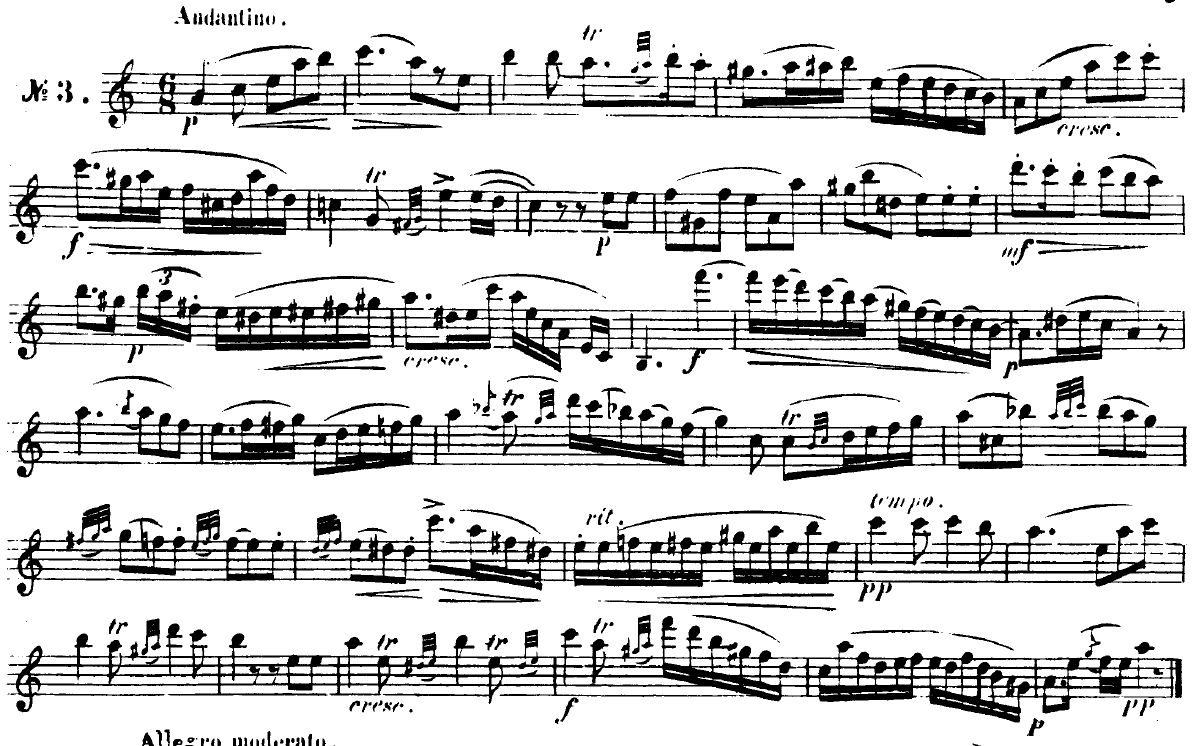 Andantino.
№ 3.
6 8
tr
p cresc.
tr
f p mf
3
p cresc. f p
tr tr
rit. tempo.
pp
tr tr tr tr
cresc. f p pp
Allegro moderato.